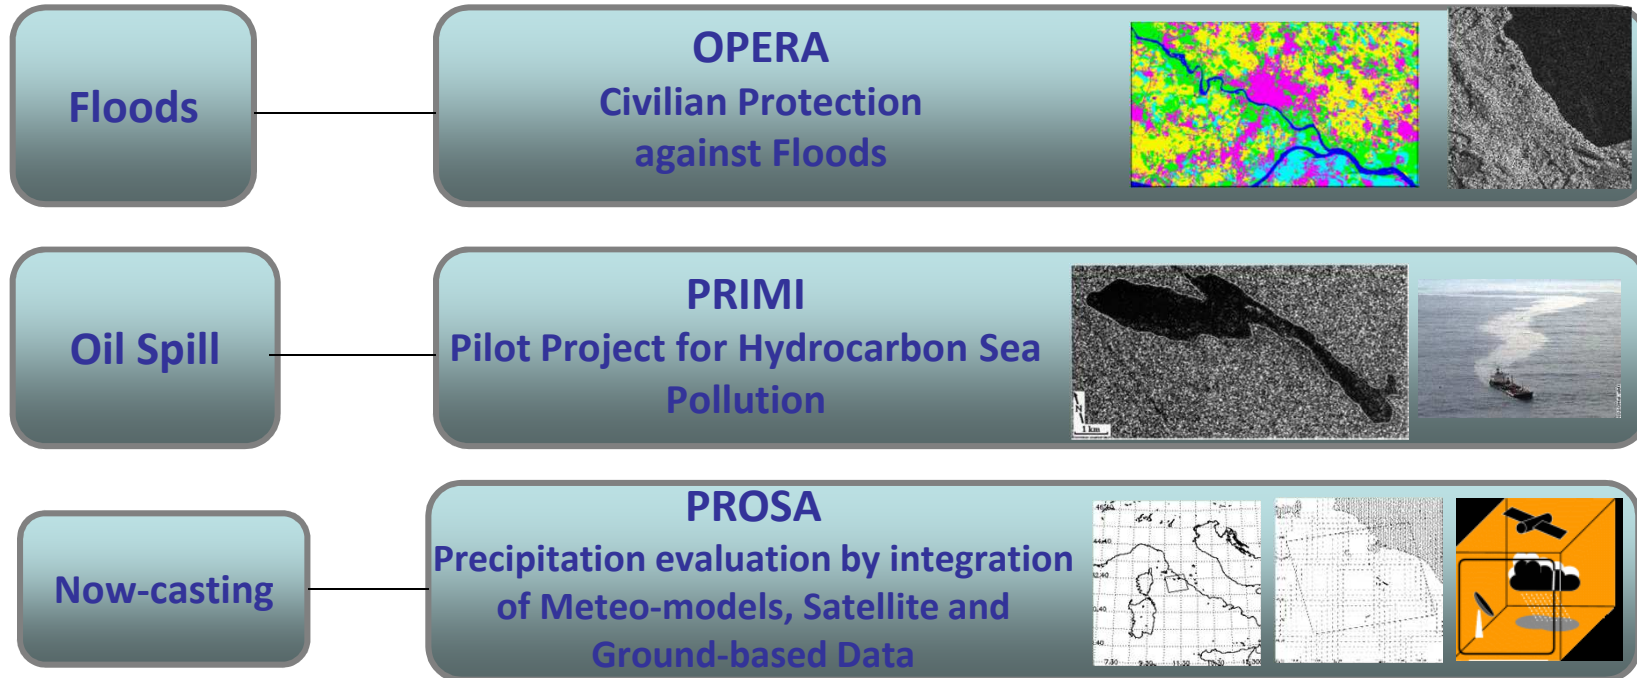 Floods
OPERA
Civilian Protection
against Floods
Oil Spill
PRIMI
Pilot Project for Hydrocarbon Sea
Pollution
N
1 km
Now-casting
PROSA
Precipitation evaluation by integration
of Meteo-models, Satellite and
Ground-based Data